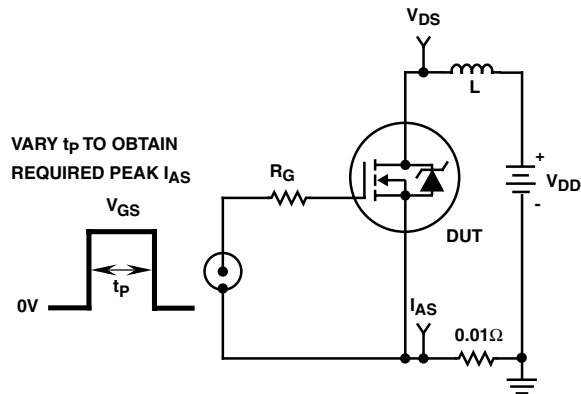 VDS
L
VARY tP TO OBTAIN
REQUIRED PEAK IAS
RG
+
VDD
-
VGS
DUT
tP
0V
IAS
0.01Ω